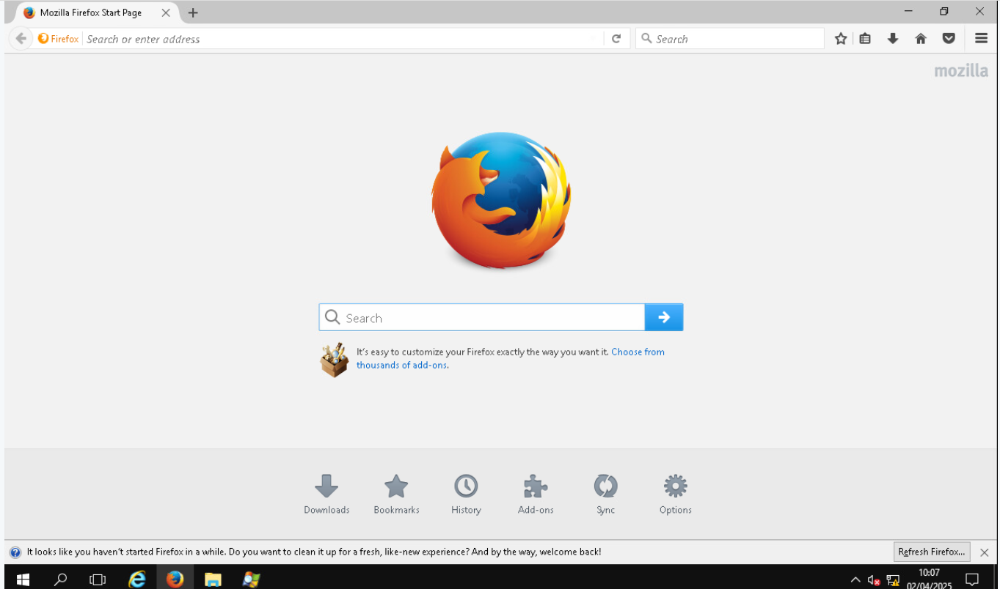 Mozilla Firefox Start Page
Firefox
Search or enter address
Search
mozilla
Search
It's easy to customize your Firefox exactly the way you want it. Choose from
thousands of add-ons.
Downloads
Bookmarks
History
Add-ons
Sync
Options
It looks like you haven't started Firefox in a while. Do you want to clean it up for a fresh, like-new experience? And by the way, welcome back!
Refresh Firefox...
10:07
02/04/2025